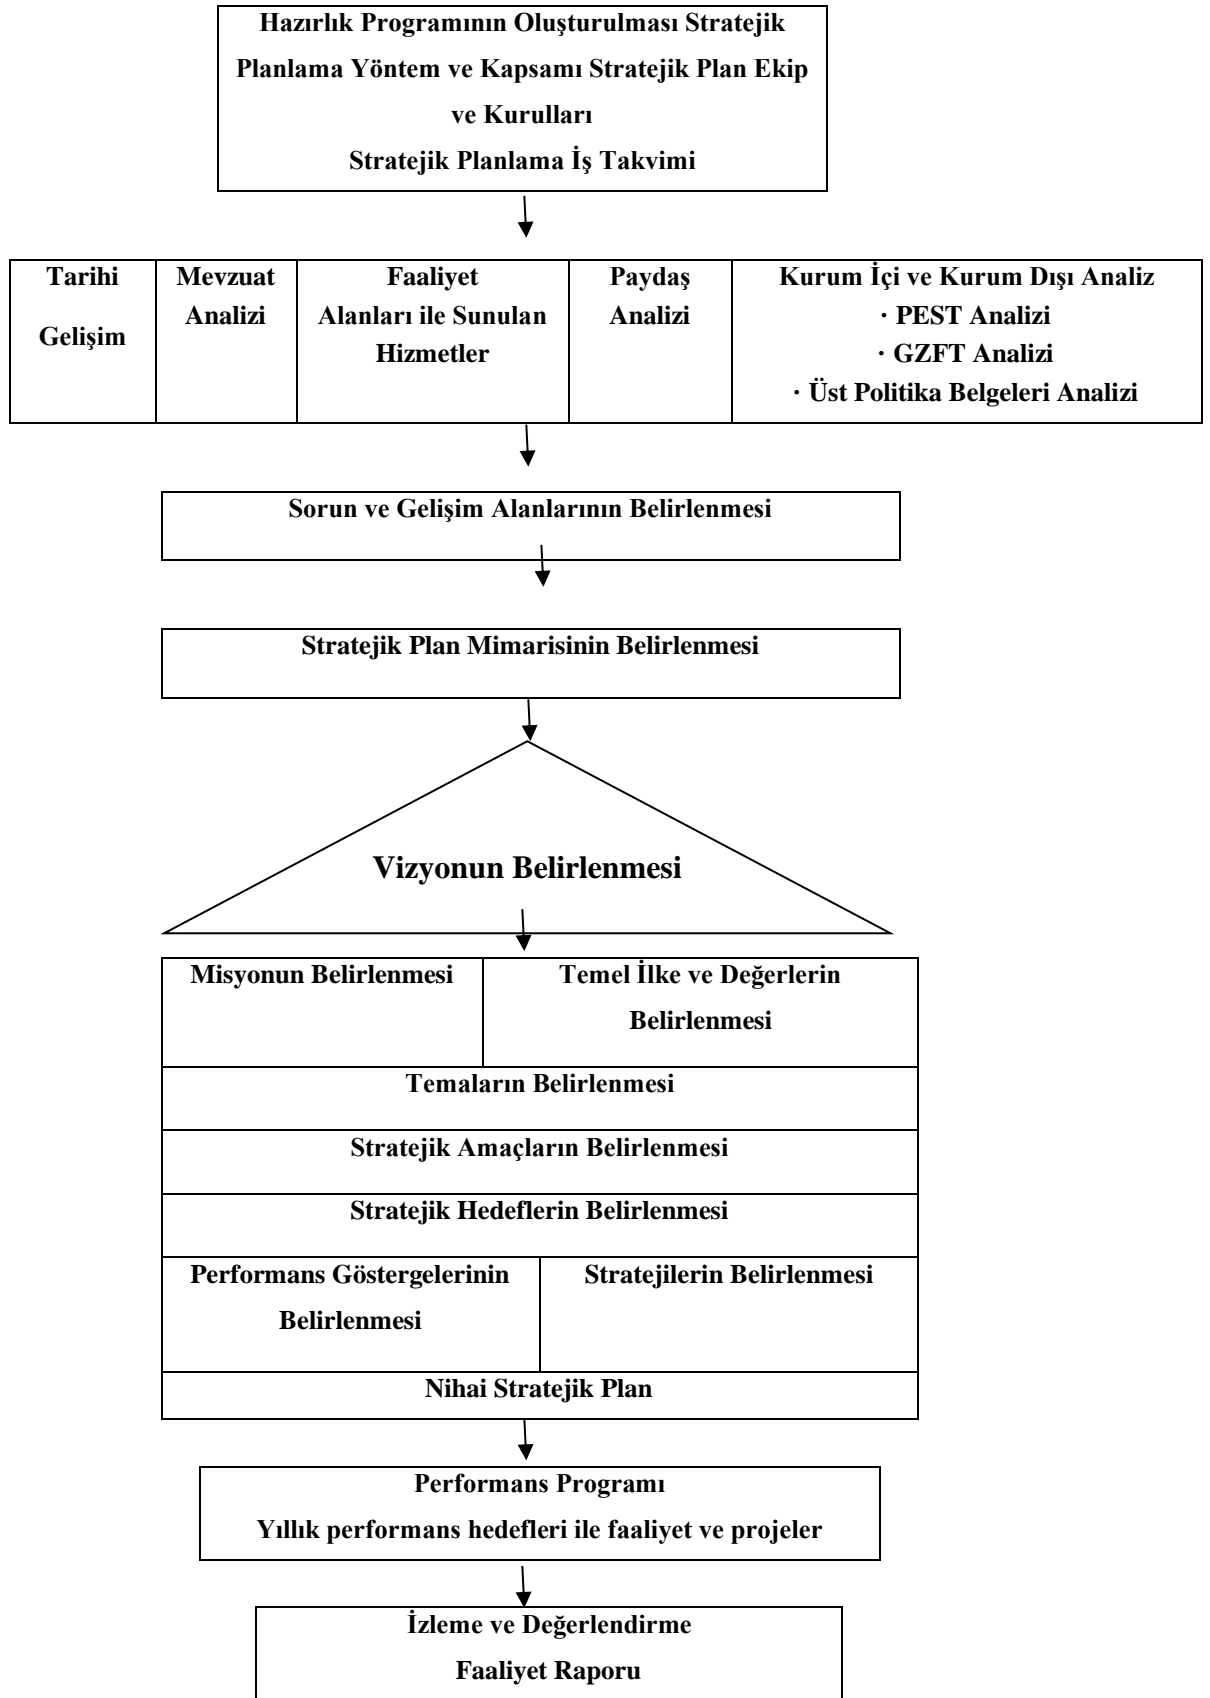 Hazırlık Programının Oluşturulması Stratejik
Planlama Yöntem ve Kapsamı Stratejik Plan Ekip
ve Kurulları
Stratejik Planlama İş Takvimi
Tarihi
Gelişim
Mevzuat
Analizi
Faaliyet
Alanları ile Sunulan
Hizmetler
Paydaş
Analizi
Kurum İçi ve Kurum Dışı Analiz
· PEST Analizi
· GZFT Analizi
· Üst Politika Belgeleri Analizi
Sorun ve Gelişim Alanlarının Belirlenmesi
Stratejik Plan Mimarisinin Belirlenmesi
Vizyonun Belirlenmesi
Misyonun Belirlenmesi
Temel İlke ve Değerlerin
Belirlenmesi
Temaların Belirlenmesi
Stratejik Amaçların Belirlenmesi
Stratejik Hedeflerin Belirlenmesi
Performans Göstergelerinin
Belirlenmesi
Stratejilerin Belirlenmesi
Nihai Stratejik Plan
Performans Programı
Yıllık performans hedefleri ile faaliyet ve projeler
İzleme ve Değerlendirme
Faaliyet Raporu